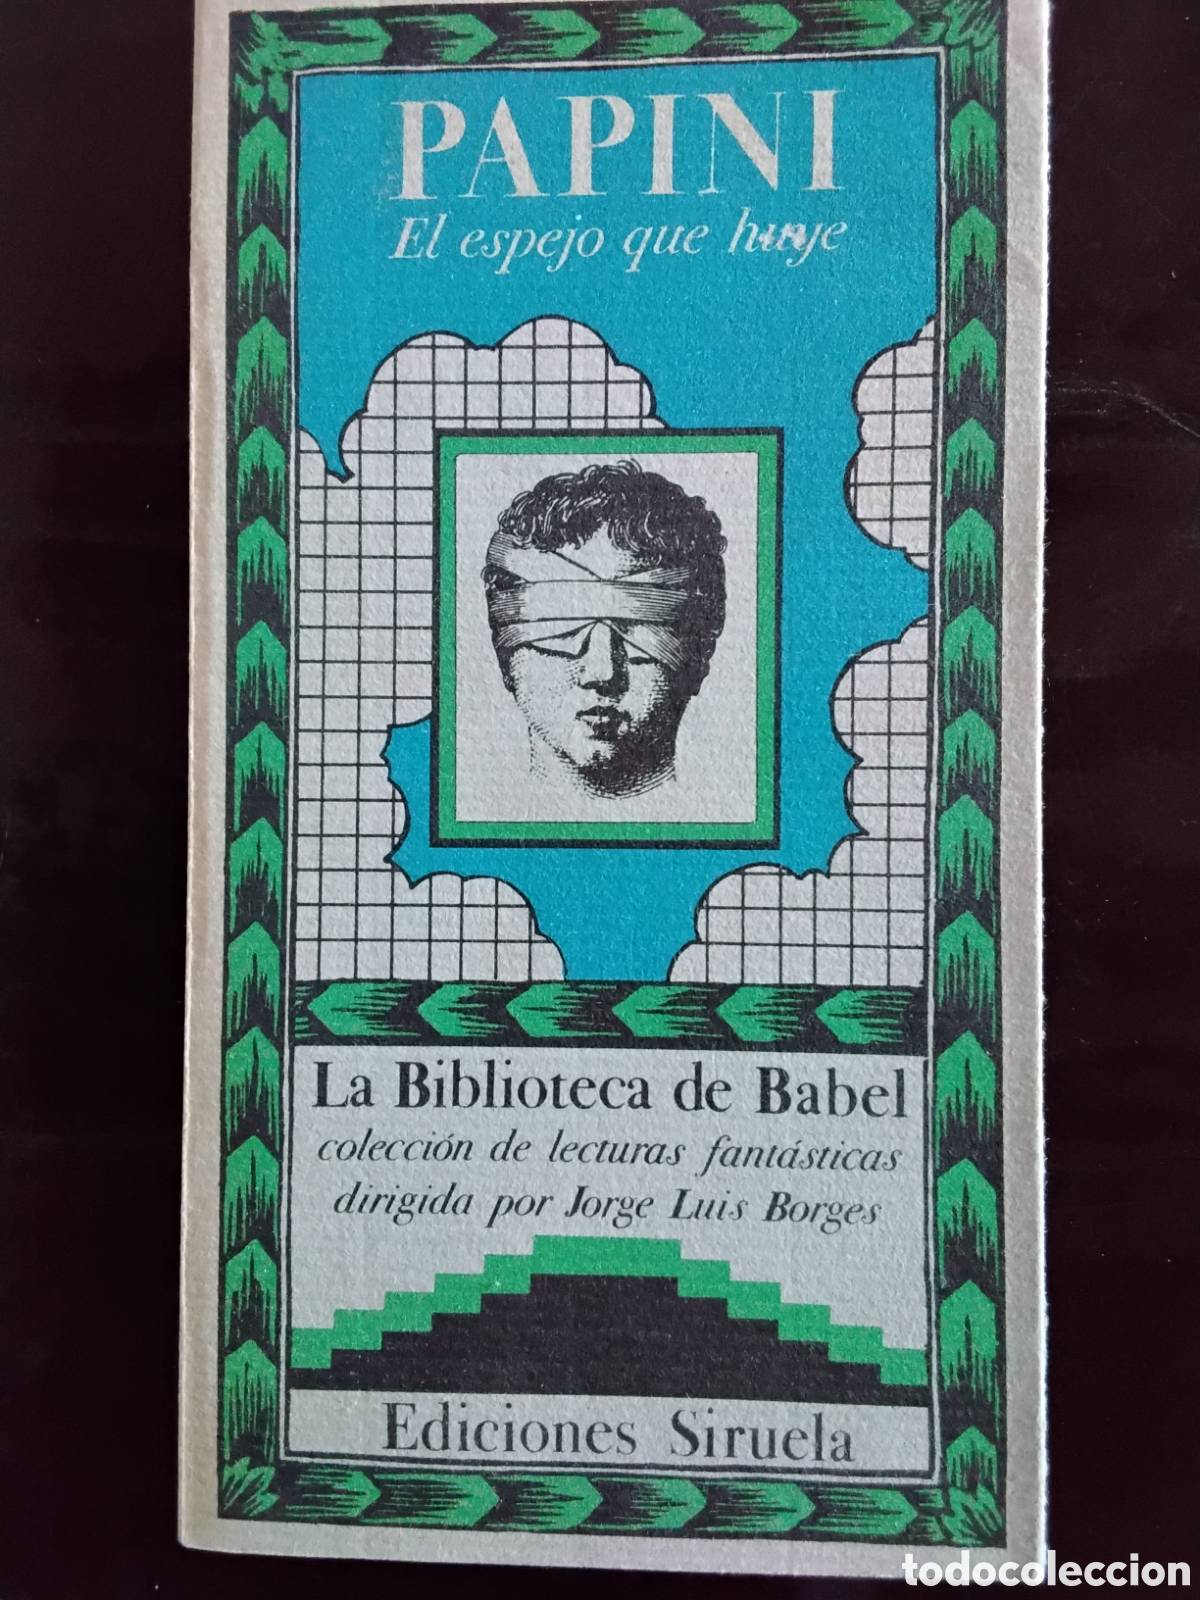 PAPINI
El espejo que huye
La Biblioteca de Babel
colección de lecturas fantásticas
dirigida por Jorge Luis Borges
Ediciones Siruela
todocoleccion